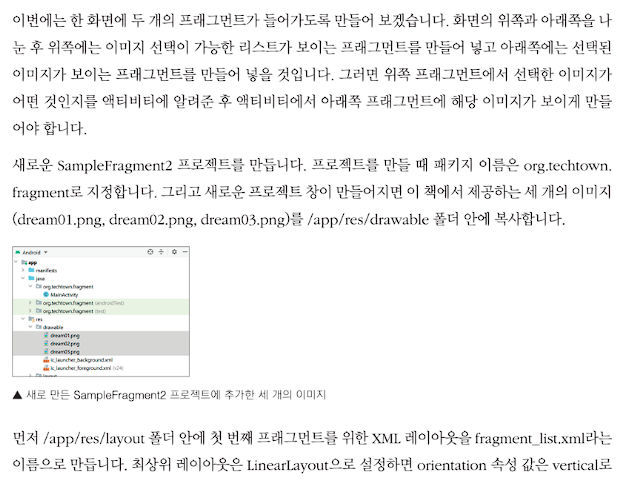 이번에는 한 화면에 두 개의 프래그먼트가 들어가도록 만들어 보겠습니다. 화면의 위쪽과 아래쪽을 나
눈 후 위쪽에는 이미지 선택이 가능한 리스트가 보이는 프래그먼트를 만들어 넣고 아래쪽에는 선택된
이미지가 보이는 프래그먼트를 만들어 넣을 것입니다. 그러면 위쪽 프래그먼트에서 선택한 이미지가
어떤 것인지를 액티비티에 알려준 후 액티비티에서 아래쪽 프래그먼트에 해당 이미지가 보이게 만들
어야 합니다.
새로운 SampleFragment2 프로젝트를 만듭니다. 프로젝트를 만들 때 패키지 이름은 org.techtown.
fragment로 지정합니다. 그리고 새로운 프로젝트 창이 만들어지면 이 책에서 제공하는 세 개의 이미지
(dream01.png, dream02.png, dream03.png)를 /app/res/drawable 폴더 안에 복사합니다.
Android
app
manifests
java
org.techtown.fragment
MainActivity
org.techtown.fragment (androidTest)
org.techtown.fragment (test)
res
drawable
dream01.png
dream02.png
dream03.png
ic_launcher_background.xml
ic_launcher_foreground.xml (v24)
▲ 새로 만든 SampleFragment2 프로젝트에 추가한 세 개의 이미지
먼저 /app/res/layout 폴더 안에 첫 번째 프래그먼트를 위한 XML 레이아웃을 fragment_list.xml라는
이름으로 만듭니다. 최상위 레이아웃은 LinearLayout으로 설정하면 orientation 속성 값은 vertical로